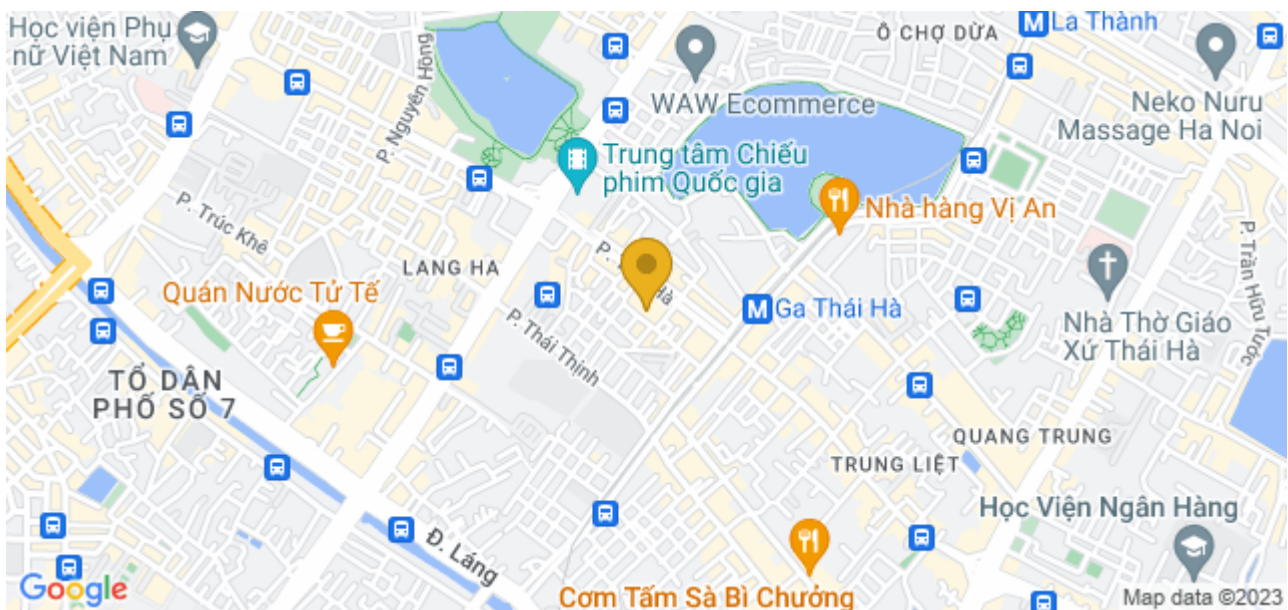 Học viện Phụ
nữ Việt Nam
P. Nguyên Hồng
WAW Ecommerce
Ô CHỢ DỪA
M La Thành
Neko Nuru
Massage Ha Noi
Trung tâm Chiếu
phim Quốc gia
Nhà hàng Vị An
P. Trúc Khê
LANG HA
P.
Hà
P. Trần Hữu Tước
Quán Nước Tử Tế
P. Thái Thịnh
M Ga Thái Hà
Nhà Thờ Giáo
Xứ Thái Hà
TỔ DÂN
PHỐ SỐ 7
QUANG TRUNG
TRUNG LIỆT
Học Viện Ngân Hàng
Đ. Láng
Cơm Tấm Sà Bì Chưởng
Google
Map data ©2023